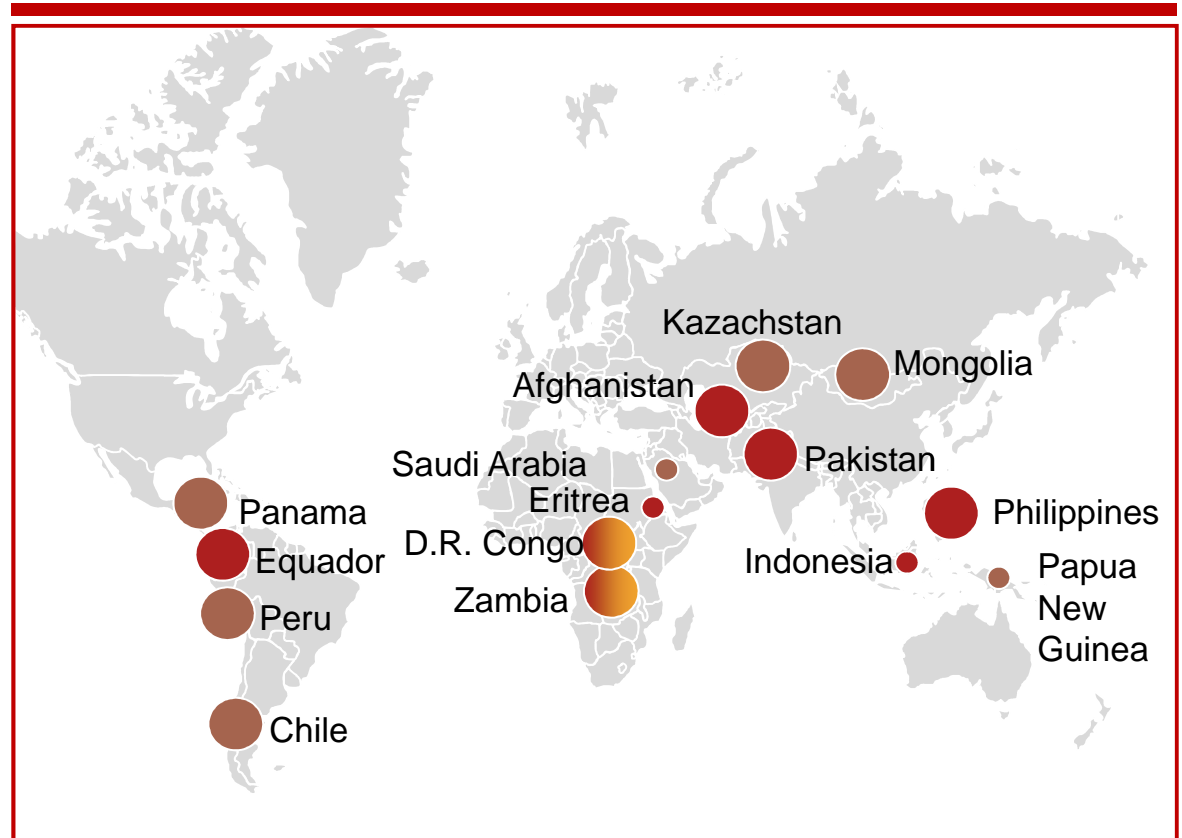 Kazachstan
Mongolia
Afghanistan
Saudi Arabia
Pakistan
Eritrea
Panama
Philippines
D.R. Congo
Equador
Indonesia
Papua
New
Guinea
Zambia
Peru
Chile